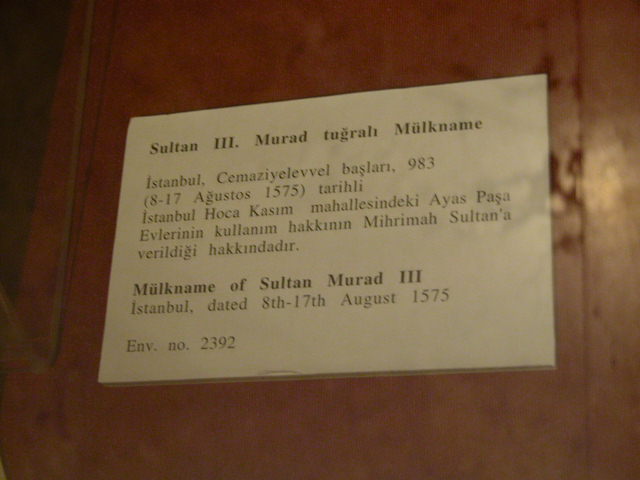 Sultan III. Murad tuğralı Mülkname
İstanbul, Cemaziyelevvel başları, 983
(8-17 Ağustos 1575) tarihli
İstanbul Hoca Kasım mahallesindeki Ayas Paşa
Evlerinin kullanım hakkının Mihrimah Sultan'a
verildiği hakkındadır.
Mülkname of Sultan Murad III
İstanbul, dated 8th-17th August 1575
Env. no. 2392